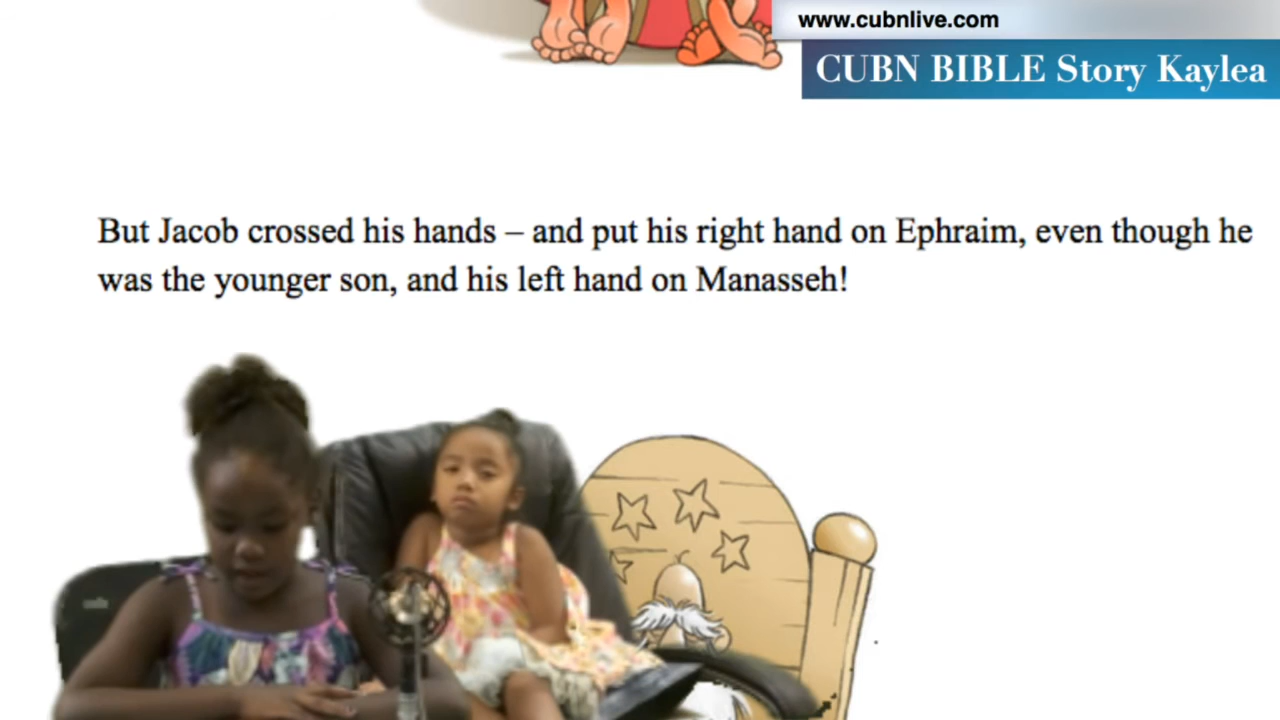 www.cubnlive.com
CUBN BIBLE Story Kaylea
But Jacob crossed his hands – and put his right hand on Ephraim, even though he
was the younger son, and his left hand on Manasseh!